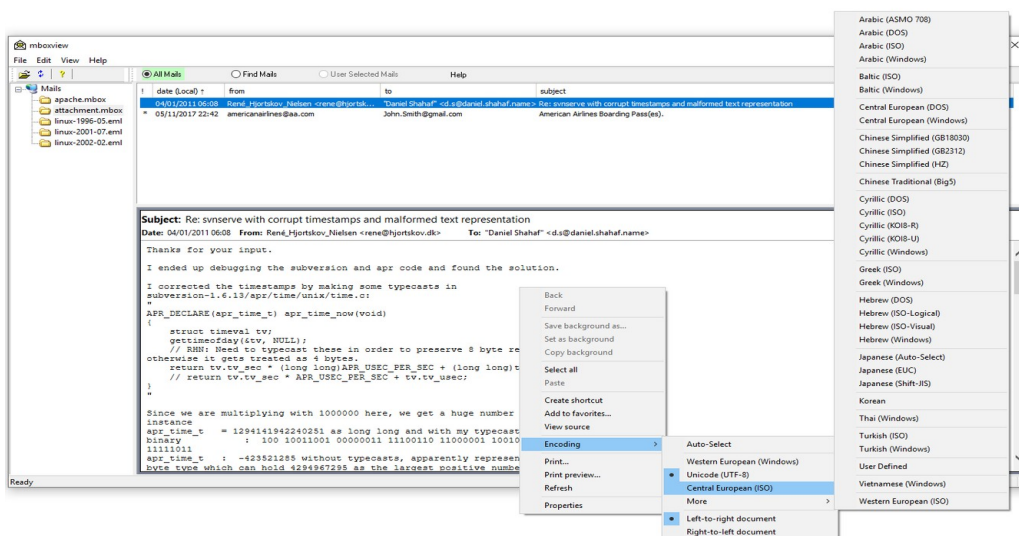 mboxview
File Edit View Help
All Mails Find Mails User Selected Mails Help
Mails
apache.mbox
attachment.mbox
linux-1996-05.eml
linux-2001-07.eml
linux-2002-02.eml
! date (local) ↑ from to subject
04/01/2011 06:08 René_Hjortskov_Nielsen <rene@hjortsk... "Daniel Shahaf" <d.s@daniel.shahaf.name> Re: svnserve with corrupt timestamps and malformed text representation
* 05/11/2017 22:42 americanairlines@aa.com John.Smith@gmail.com American Airlines Boarding Pass(es).
Subject: Re: svnserve with corrupt timestamps and malformed text representation
Date: 04/01/2011 06:08 From: René_Hjortskov_Nielsen <rene@hjortskov.dk> To: "Daniel Shahaf" <d.s@daniel.shahaf.name>
Thanks for your input.
I ended up debugging the subversion and apr code and found the solution.
I corrected the timestamps by making some typecasts in
subversion-1.6.13/apr/time/unix/time.c:
"
APR_DECLARE(apr_time_t) apr_time_now(void)
{
struct timeval tv;
gettimeofday(&tv, NULL);
// RHN: Need to typecast these in order to preserve 8 byte re
otherwise it gets treated as 4 bytes.
return tv.tv_sec * (long long)APR_USEC_PER_SEC + (long long)t
// return tv.tv_sec * APR_USEC_PER_SEC + tv.tv_usec;
}
"
Since we are multiplying with 1000000 here, we get a huge number
instance
apr_time_t = 1294141942240251 as long long and with my typecast
binary : 100 10011001 00000011 11100110 11000001 10010
11111011
apr_time_t : -423521285 without typecasts, apparently represen
byte type which can hold 4294967295 as the largest positive numbe
Ready
Back
Forward
Save background as...
Set as background
Copy background
Select all
Paste
Create shortcut
Add to favorites...
View source
Encoding
Print...
Print preview...
Refresh
Properties
Auto-Select
Western European (Windows)
Unicode (UTF-8)
Central European (ISO)
More
Left-to-right document
Right-to-left document
Arabic (ASMO 708)
Arabic (DOS)
Arabic (ISO)
Arabic (Windows)
Baltic (ISO)
Baltic (Windows)
Central European (DOS)
Central European (Windows)
Chinese Simplified (GB18030)
Chinese Simplified (GB2312)
Chinese Simplified (HZ)
Chinese Traditional (Big5)
Cyrillic (DOS)
Cyrillic (ISO)
Cyrillic (KOI8-R)
Cyrillic (KOI8-U)
Cyrillic (Windows)
Greek (ISO)
Greek (Windows)
Hebrew (DOS)
Hebrew (ISO-Logical)
Hebrew (ISO-Visual)
Hebrew (Windows)
Japanese (Auto-Select)
Japanese (EUC)
Japanese (Shift-JIS)
Korean
Thai (Windows)
Turkish (ISO)
Turkish (Windows)
User Defined
Vietnamese (Windows)
Western European (ISO)